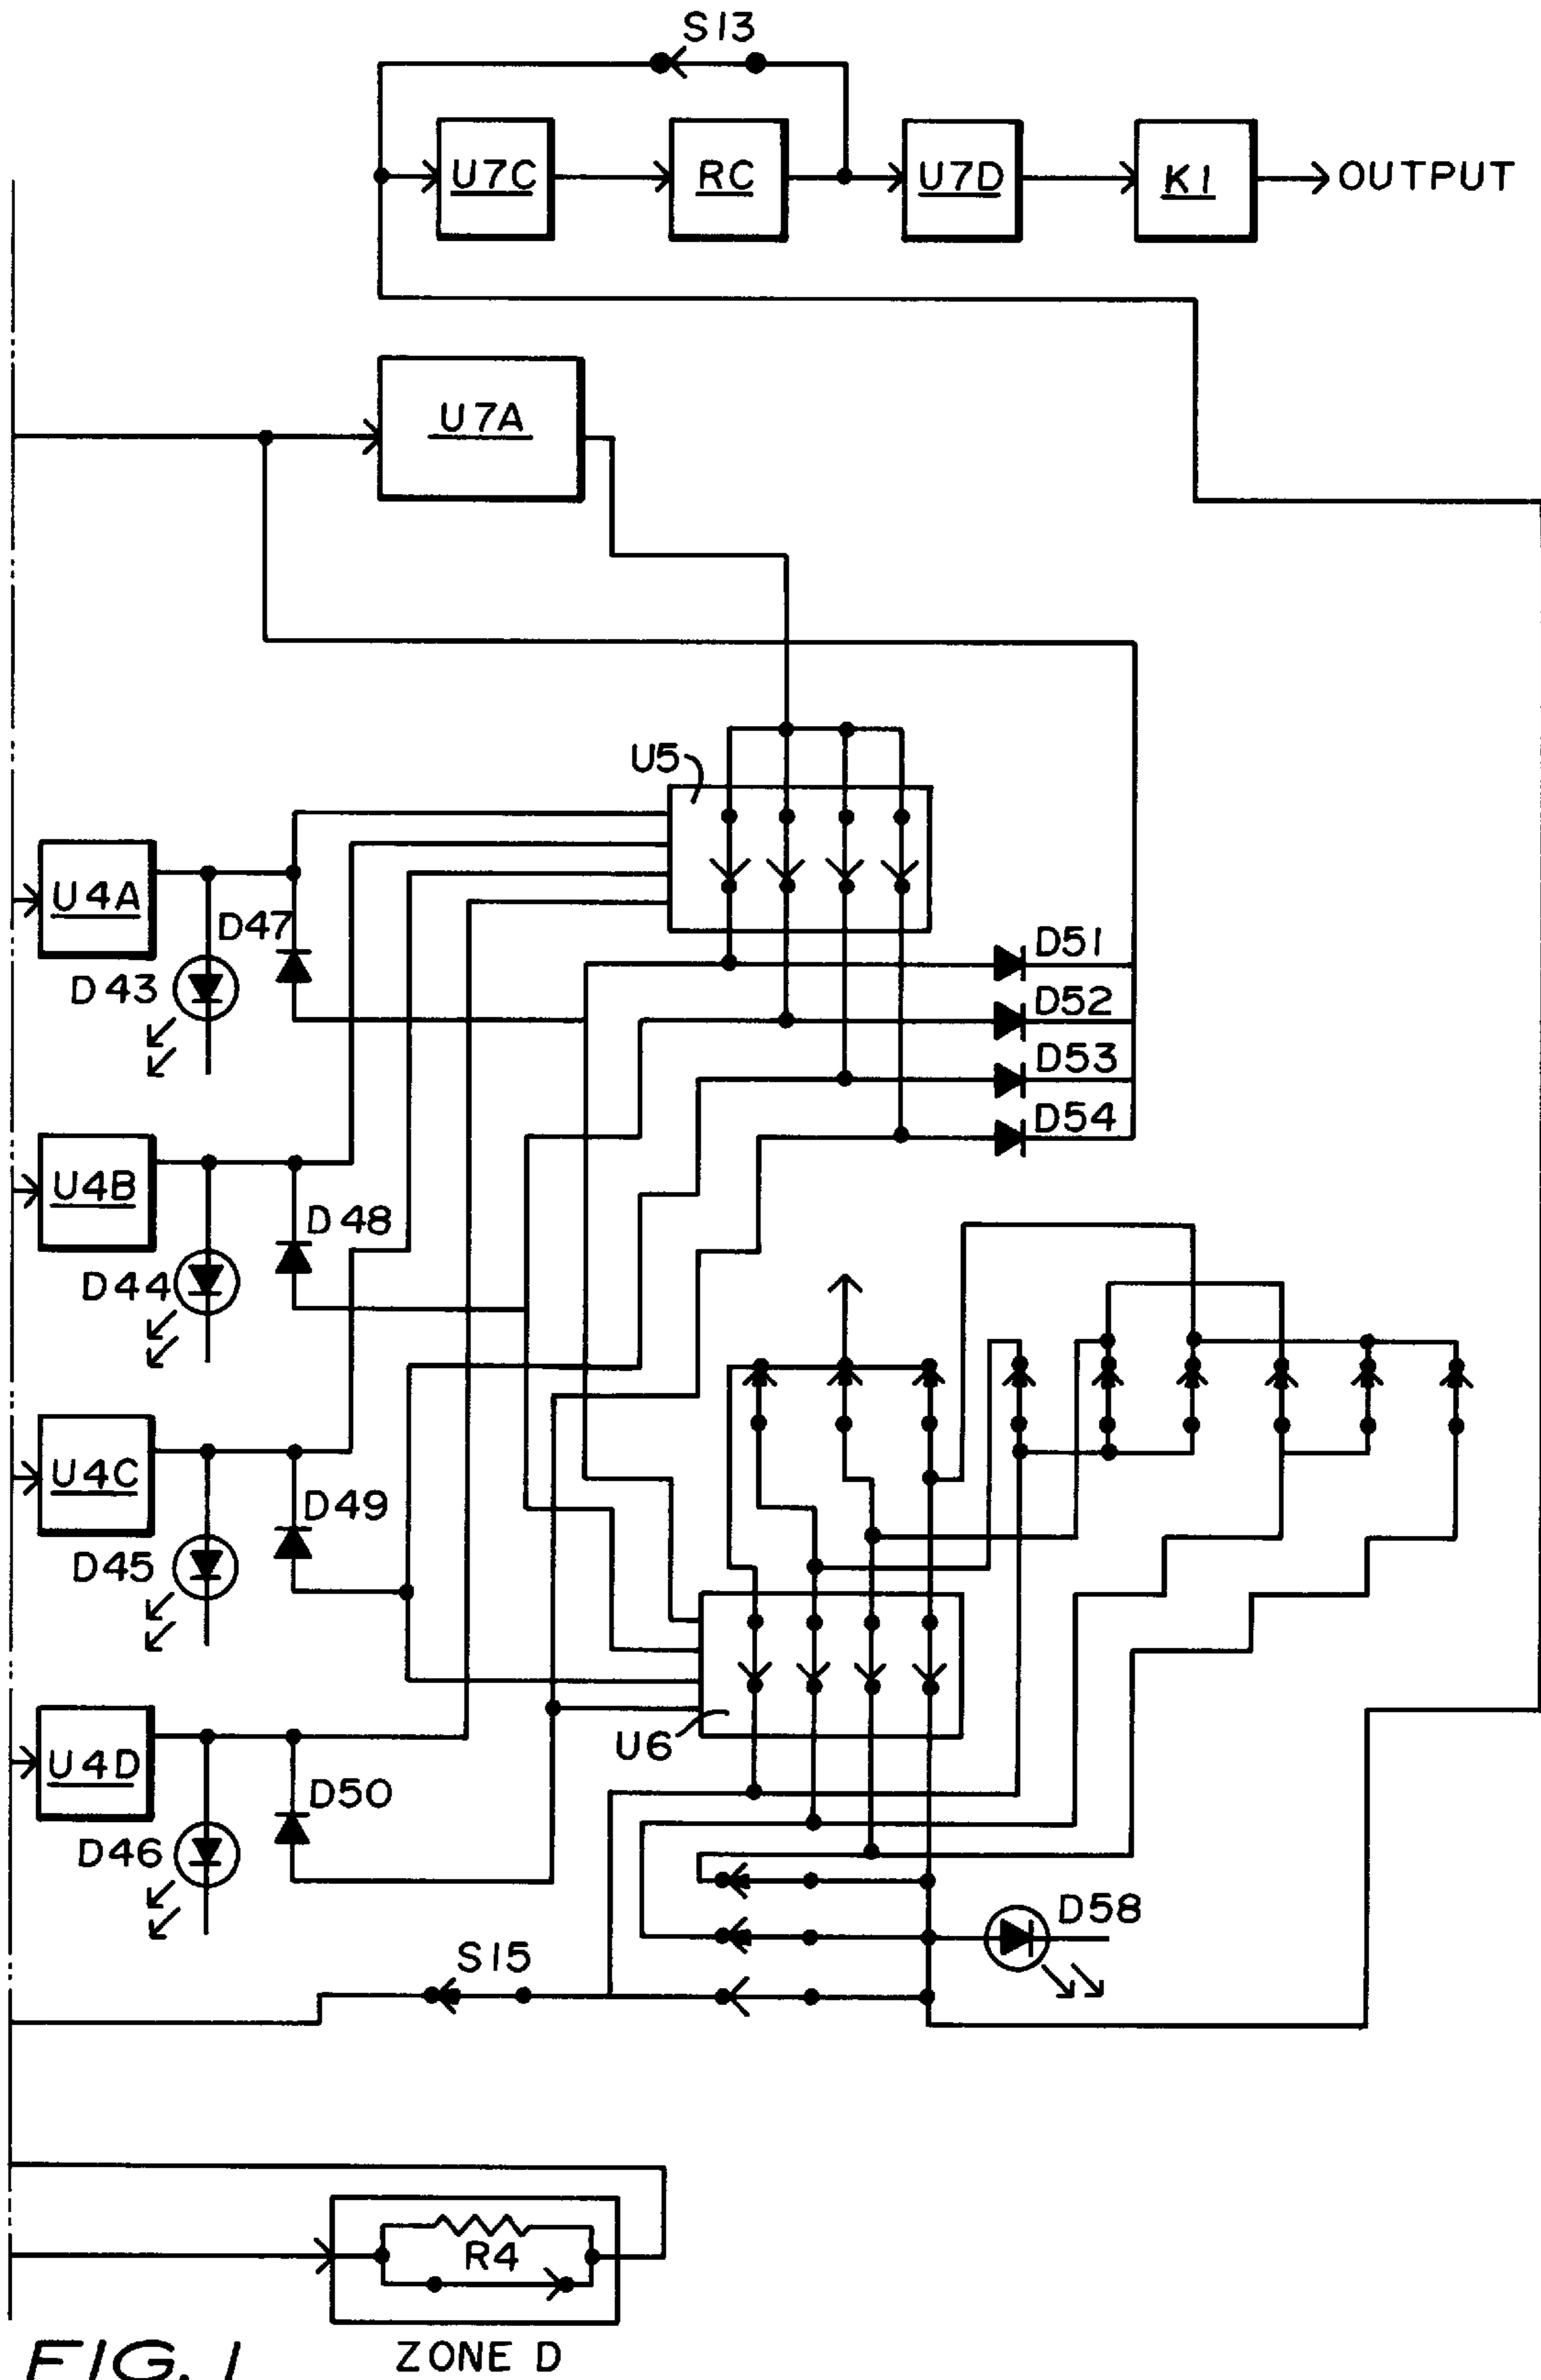 S13
U7C
RC
U7D
K1
OUTPUT
U7A
U5
U4A
D47
D43
D51
D52
D53
D54
U4B
D48
D44
U4C
D49
D45
U6
U4D
D50
D46
D58
S15
R4
FIG. 1
ZONE D